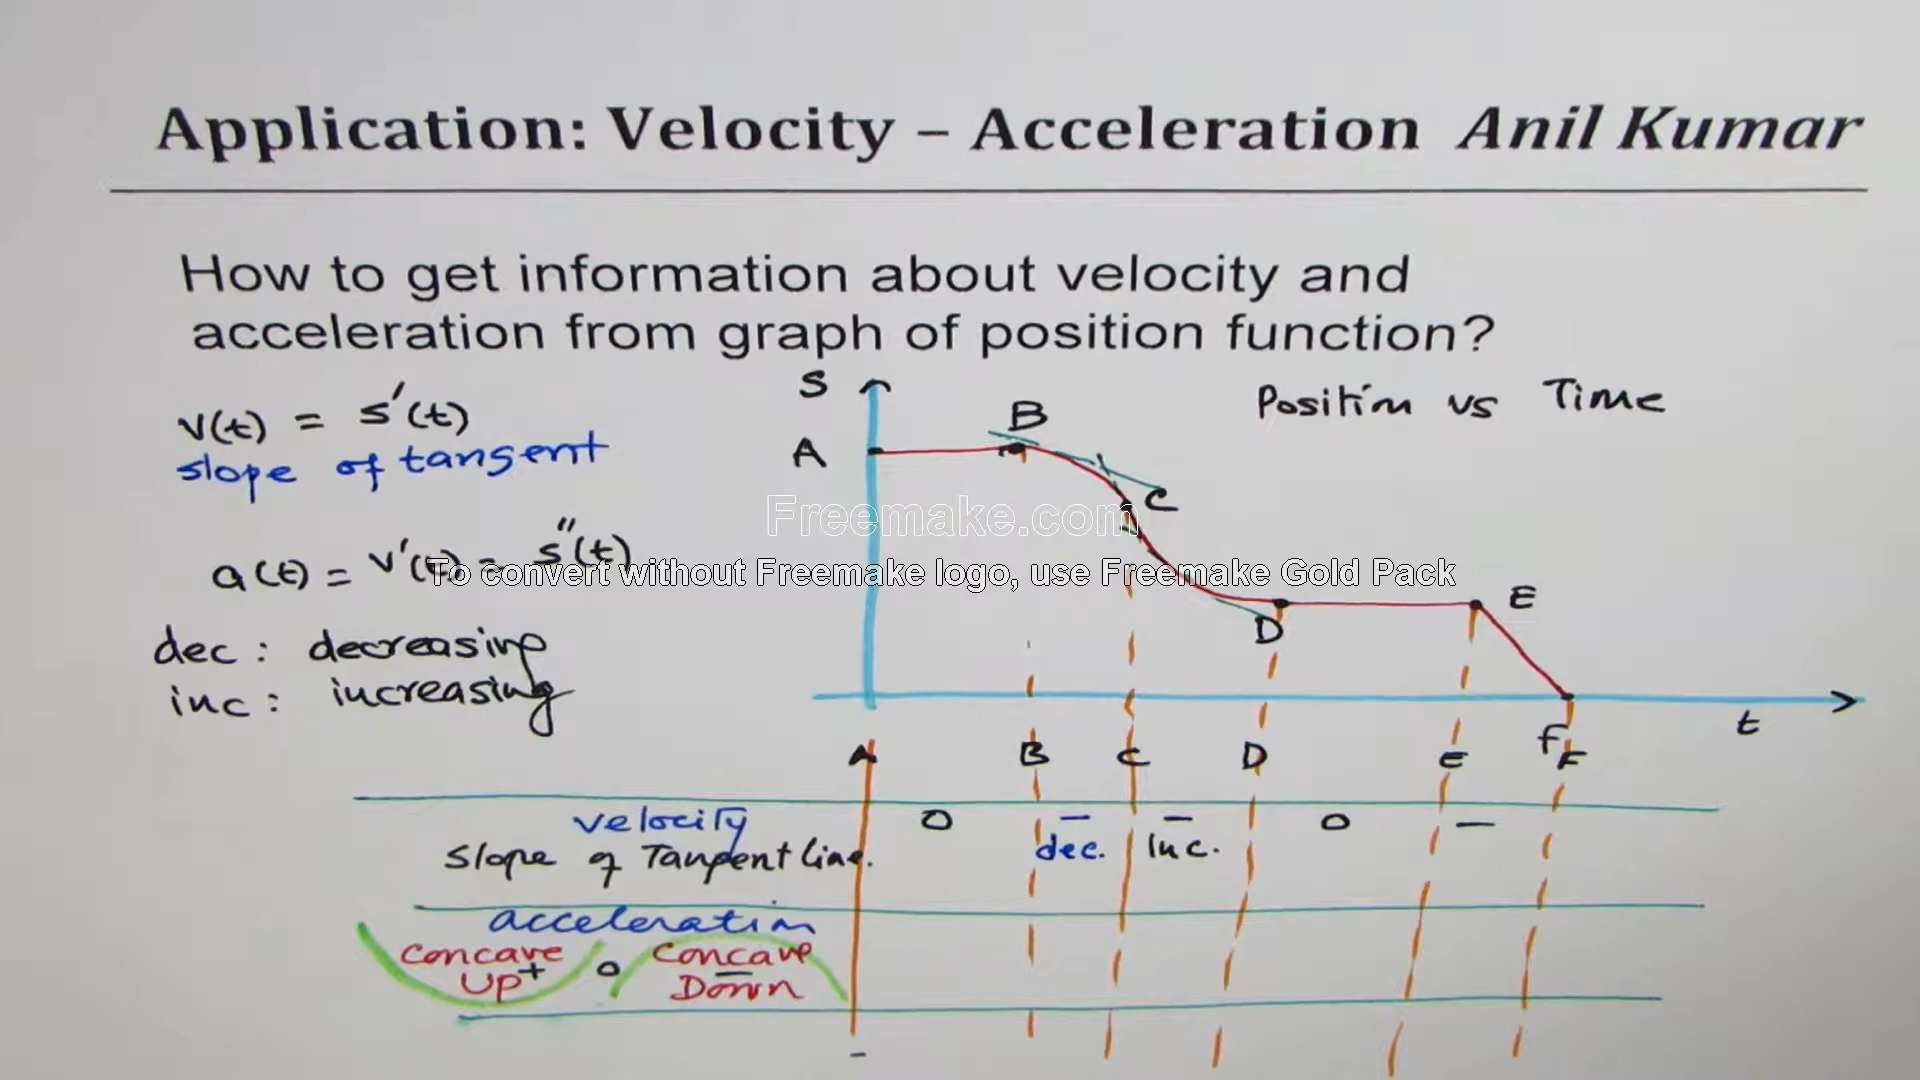 Application: Velocity – Acceleration Anil Kumar
How to get information about velocity and
acceleration from graph of position function?
v(t) = s'(t)
slope of tangent
a(t) = v'(t) = s''(t)
dec : decreasing
inc : increasing
S
Position vs Time
A
B
C
D
E
F
t
Freemake.com
To convert without Freemake logo, use Freemake Gold Pack
A B C D E F
velocity 0 – – 0 –
Slope of Tangent line. dec. Inc.
acceleration
Concave Up + 0 Concave Down –